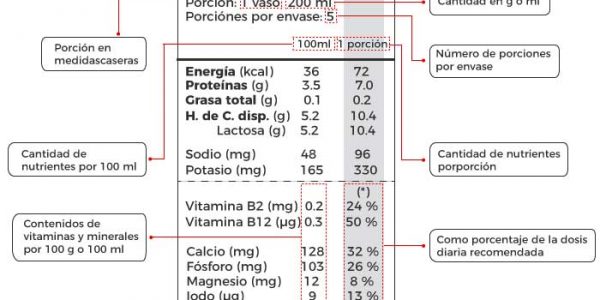 Porción: 1 vaso 200 ml
Cantidad en g o ml
Porciónes por envase: 5
Porción en
medidascaseras
100ml 1 porción
Número de porciones
por envase
Energía (kcal) 36 72
Proteínas (g) 3.5 7.0
Grasa total (g) 0.1 0.2
H. de C. disp. (g) 5.2 10.4
Lactosa (g) 5.2 10.4
Cantidad de
nutrientes por 100 ml
Sodio (mg) 48 96
Potasio (mg) 165 330
Cantidad de nutrientes
porporción
(*)
Vitamina B2 (mg) 0.2 24 %
Vitamina B12 (µg) 0.3 50 %
Contenidos de
vitaminas y minerales
por 100 g o 100 ml
Calcio (mg) 128 32 %
Fósforo (mg) 103 26 %
Magnesio (mg) 12 8 %
Iodo (µg) 9 13 %
Como porcentaje de la dosis
diaria recomendada